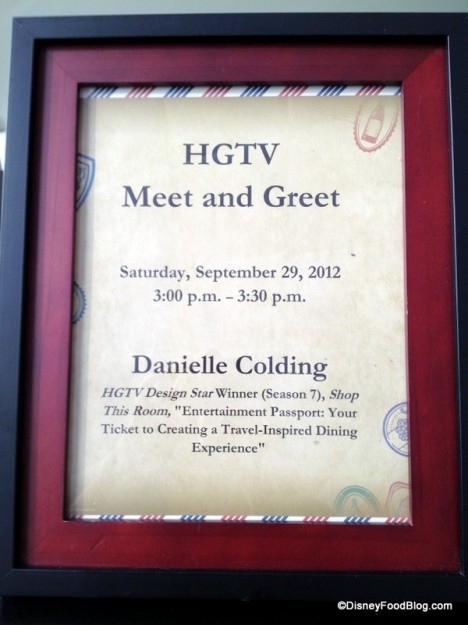 HGTV
Meet and Greet
Saturday, September 29, 2012
3:00 p.m. – 3:30 p.m.
Danielle Colding
HGTV Design Star Winner (Season 7), Shop
This Room, "Entertainment Passport: Your
Ticket to Creating a Travel-Inspired Dining
Experience"
©DisneyFoodBlog.com